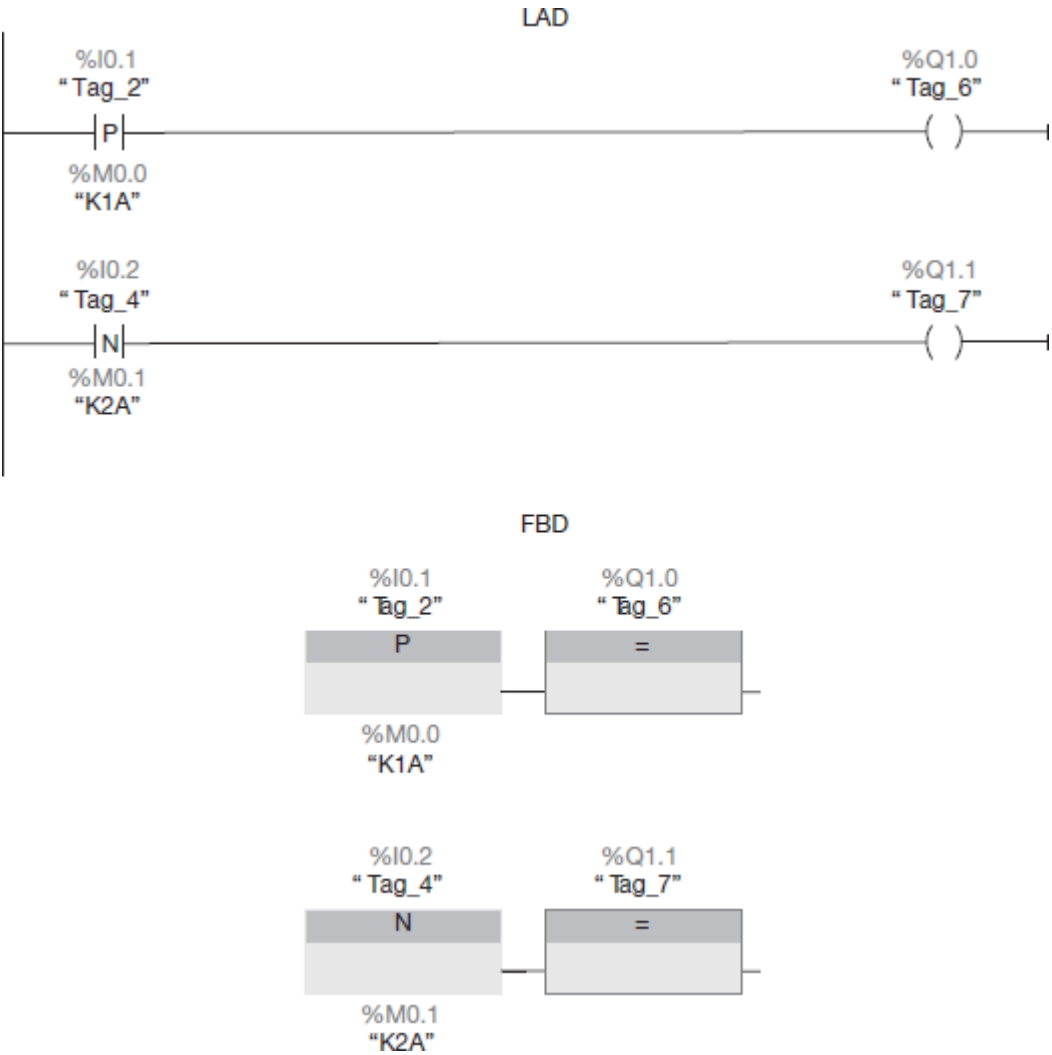 LAD
%I0.1 %Q1.0
“Tag_2” “Tag_6”
P ( )
%M0.0
“K1A”
%I0.2 %Q1.1
“Tag_4” “Tag_7”
N ( )
%M0.1
“K2A”
FBD
%I0.1 %Q1.0
“Tag_2” “Tag_6”
P =
%M0.0
“K1A”
%I0.2 %Q1.1
“Tag_4” “Tag_7”
N =
%M0.1
“K2A”